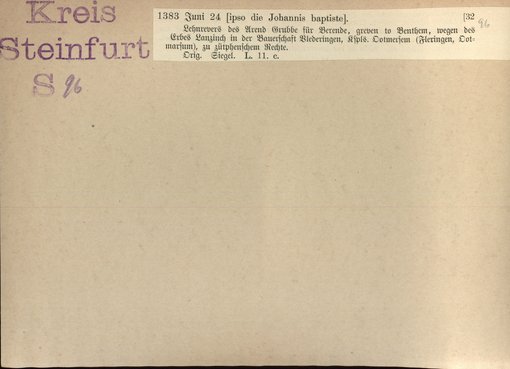 Kreis
Steinfurt
S 96
1383 Juni 24 [ipso die Johannis baptiste]. [32
96
Lehnrevers des Arend Grubbe für Berende, greven to Benthem, wegen des
Erbes Lanzinch in der Bauerschaft Vlederingen, Kspls. Ootmersem (Fleringen, Oot-
marsum), zu zütphenschem Rechte.
Orig. Siegel. L. 11. c.